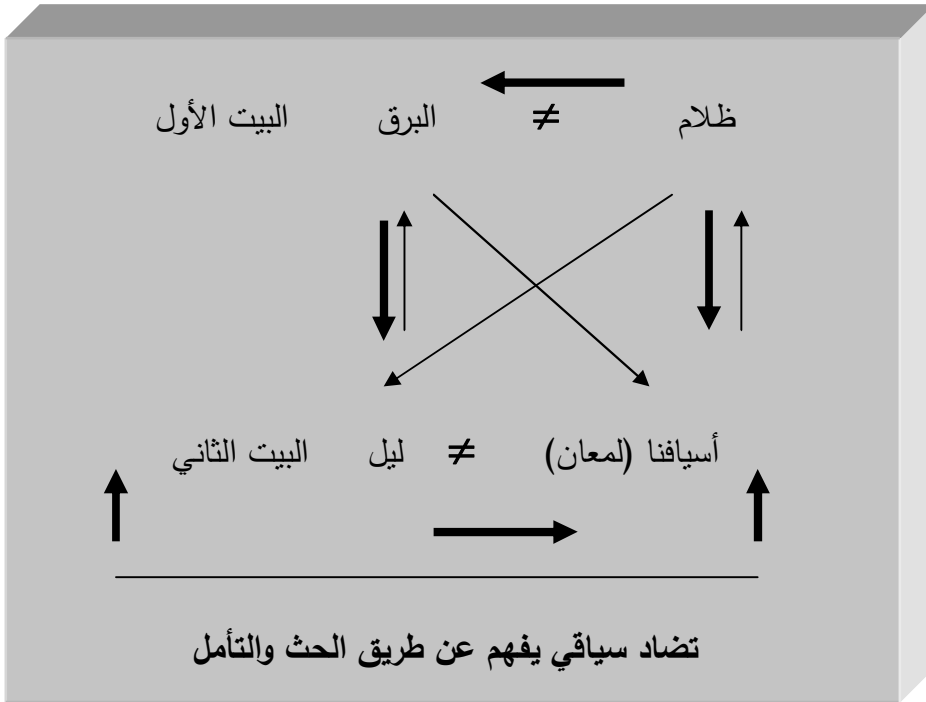 ظلام ≠ البرق البيت الأول
أسيافنا (لمعان) ≠ ليل البيت الثاني
تضاد سياقي يفهم عن طريق الحث والتأمل